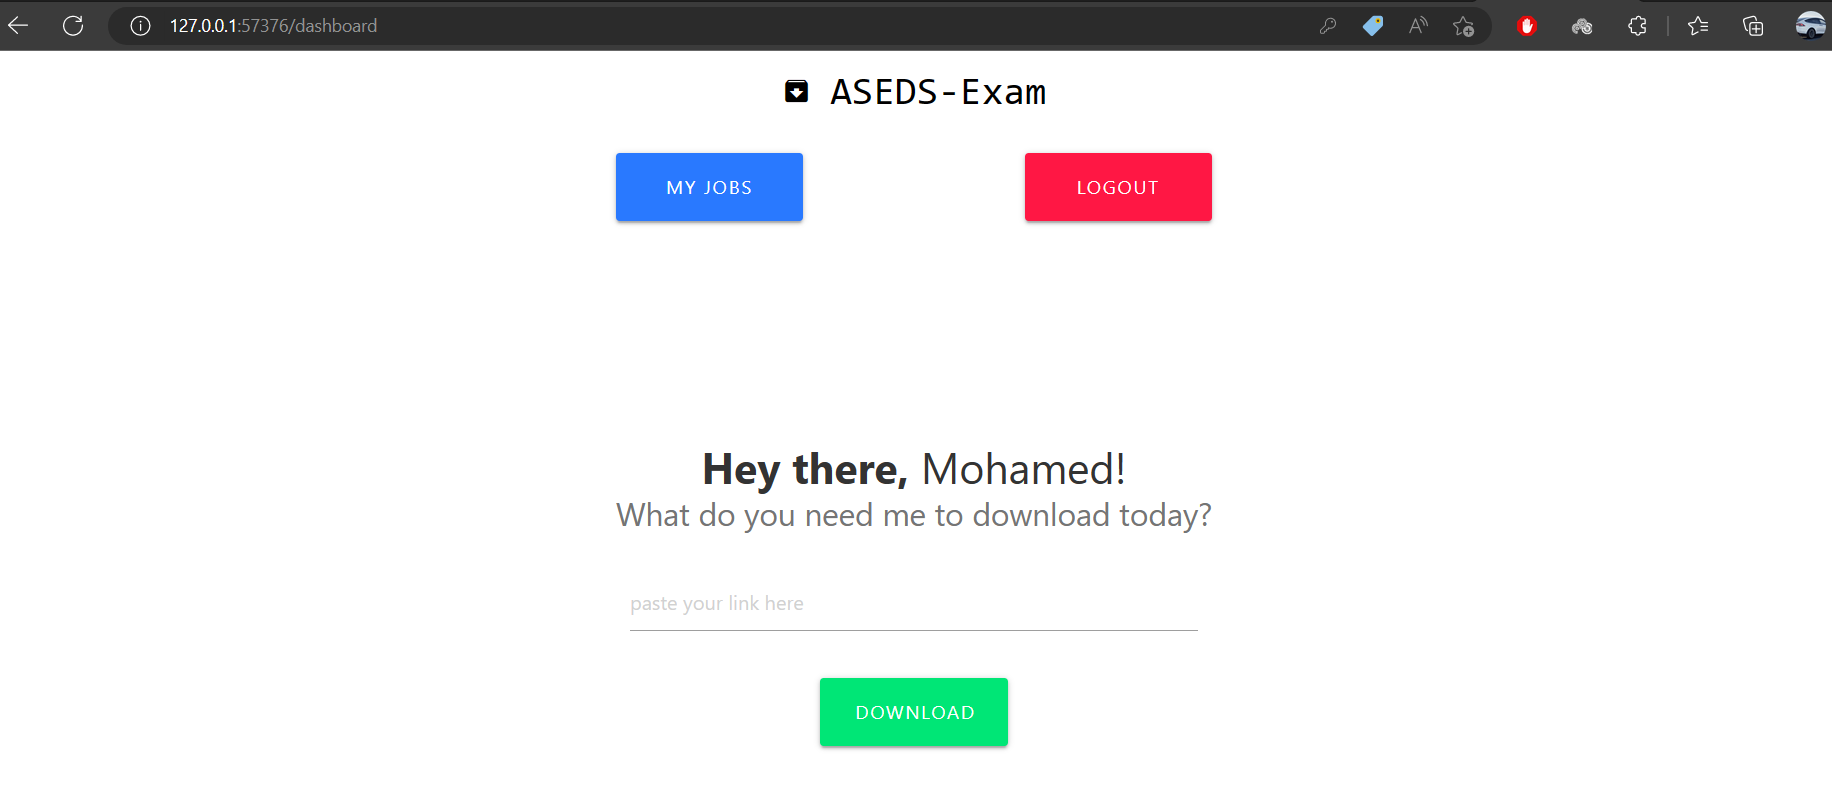 127.0.0.1:57376/dashboard
ASEDS-Exam
MY JOBS
LOGOUT
Hey there, Mohamed!
What do you need me to download today?
paste your link here
DOWNLOAD